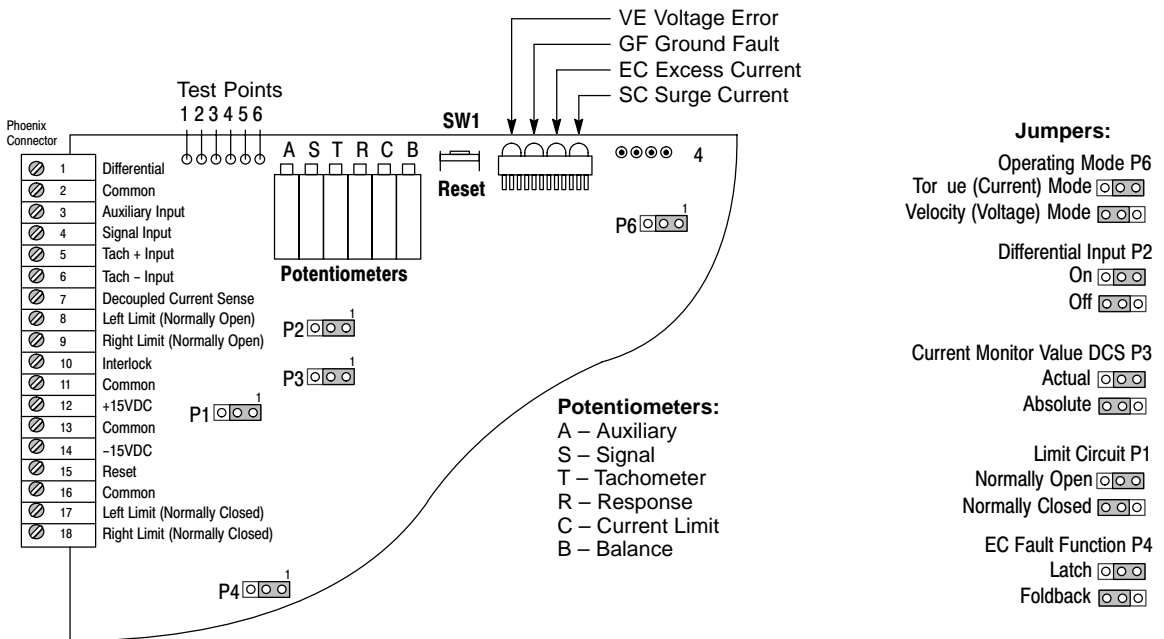 VE Voltage Error
GF Ground Fault
EC Excess Current
SC Surge Current
Test Points
1 2 3 4 5 6
SW1
Reset
4
Phoenix
Connector
1 Differential
2 Common
3 Auxiliary Input
4 Signal Input
5 Tach + Input
6 Tach – Input
7 Decoupled Current Sense
8 Left Limit (Normally Open)
9 Right Limit (Normally Open)
10 Interlock
11 Common
12 +15VDC
13 Common
14 –15VDC
15 Reset
16 Common
17 Left Limit (Normally Closed)
18 Right Limit (Normally Closed)
A S T R C B
Potentiometers
P6 1
P2 1
P3 1
P1 1
P4 1
Potentiometers:
A – Auxiliary
S – Signal
T – Tachometer
R – Response
C – Current Limit
B – Balance
Jumpers:
Operating Mode P6
Tor ue (Current) Mode
Velocity (Voltage) Mode
Differential Input P2
On
Off
Current Monitor Value DCS P3
Actual
Absolute
Limit Circuit P1
Normally Open
Normally Closed
EC Fault Function P4
Latch
Foldback